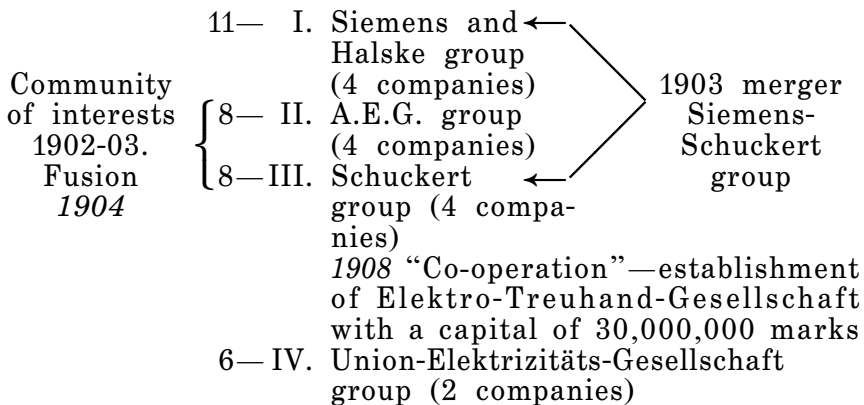 11— I. Siemens and
Halske group
(4 companies)
Community
of interests
1902-03.
Fusion
1904
8— II. A.E.G. group
(4 companies)
8—III. Schuckert
group (4 compa-
nies)
1903 merger
Siemens-
Schuckert
group
1908 “Co-operation”—establishment
of Elektro-Treuhand-Gesellschaft
with a capital of 30,000,000 marks
6— IV. Union-Elektrizitäts-Gesellschaft
group (2 companies)